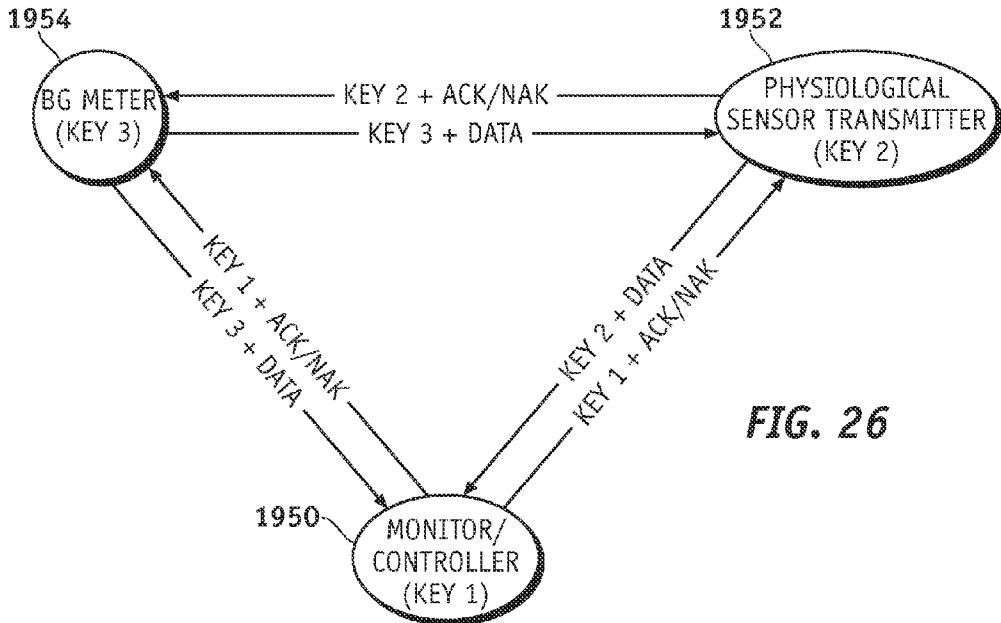 1954
1952
BG METER
(KEY 3)
KEY 2 + ACK/NAK
KEY 3 + DATA
PHYSIOLOGICAL
SENSOR TRANSMITTER
(KEY 2)
KEY 1 + ACK/NAK
KEY 3 + DATA
KEY 2 + DATA
KEY 1 + ACK/NAK
FIG. 26
1950
MONITOR/
CONTROLLER
(KEY 1)